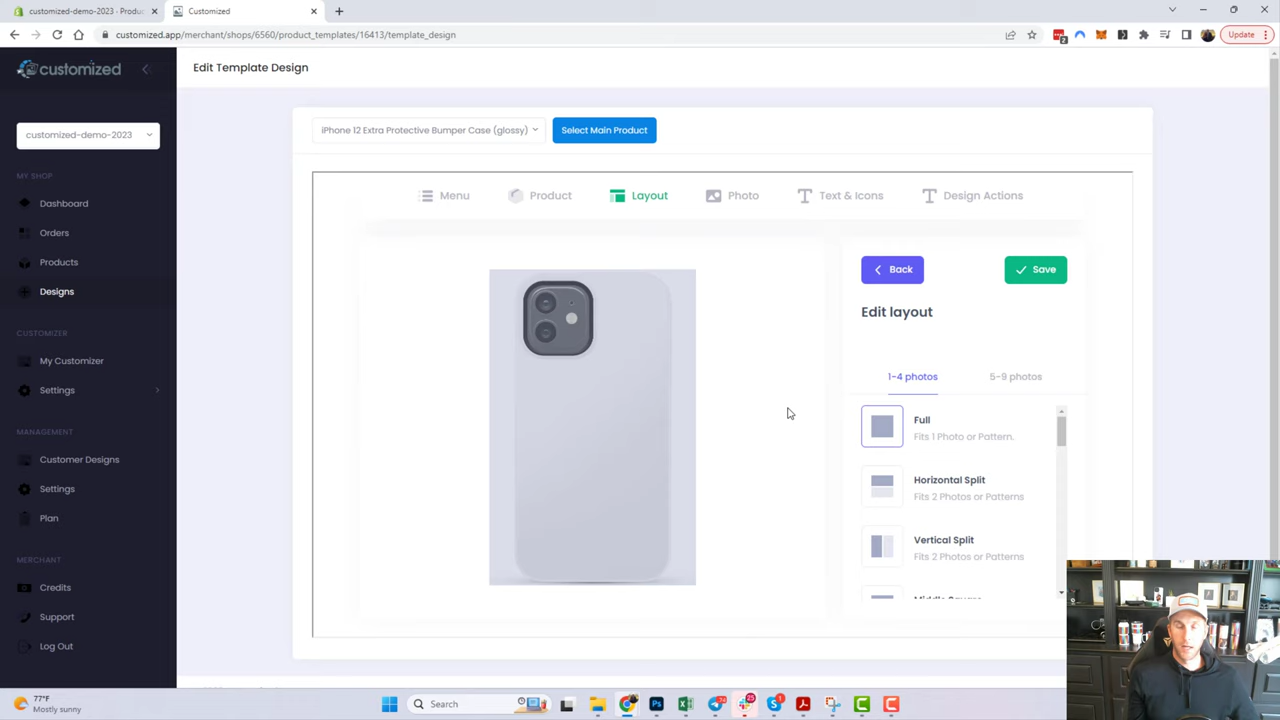 customized-demo-2023 - Produc
Customized
customized.app/merchant/shops/6560/product_templates/16413/template_design
2
Update
customized
Edit Template Design
customized-demo-2023
MY SHOP
Dashboard
Orders
Products
Designs
CUSTOMIZER
My Customizer
Settings
MANAGEMENT
Customer Designs
Settings
Plan
MERCHANT
Credits
Support
Log Out
iPhone 12 Extra Protective Bumper Case (glossy)
Select Main Product
Menu
Product
Layout
Photo
Text & Icons
Design Actions
Back
Save
Edit layout
1-4 photos
5-9 photos
Full
Fits 1 Photo or Pattern.
Horizontal Split
Fits 2 Photos or Patterns
Vertical Split
Fits 2 Photos or Patterns
77°F
Mostly sunny
Search
25